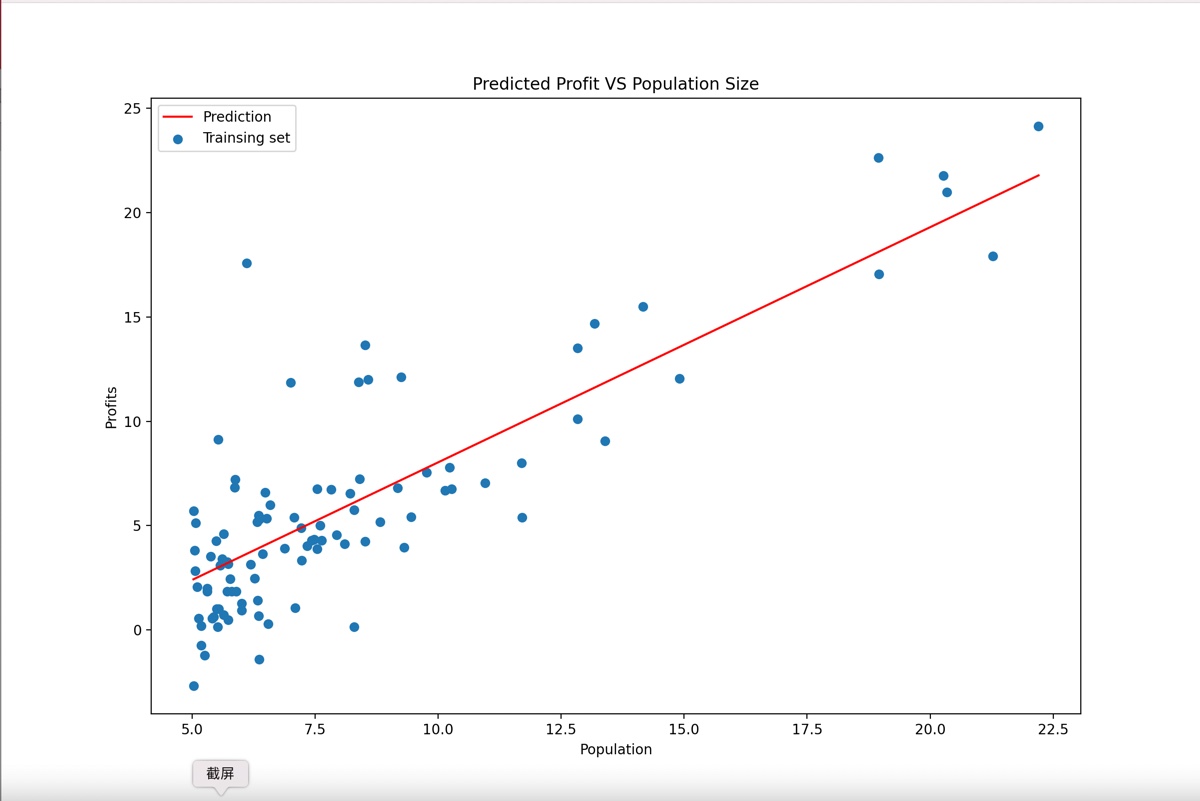 Predicted Profit VS Population Size
Prediction
Trainsing set
25
20
15
10
5
0
Profits
5.0 7.5 10.0 12.5 15.0 17.5 20.0 22.5
Population
截屏